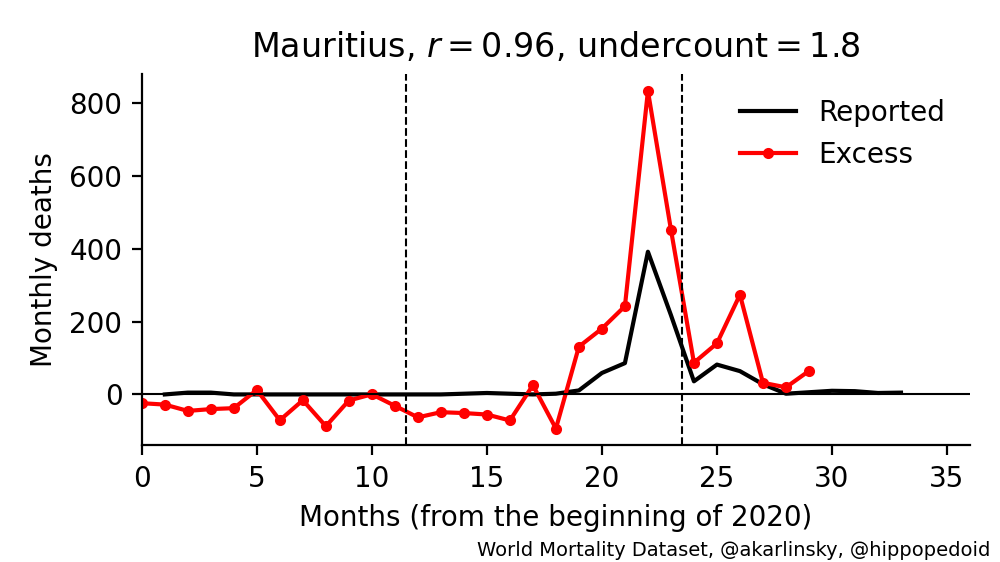 Mauritius, r = 0.96, undercount = 1.8
Monthly deaths
800
600
400
200
0
Reported
Excess
0 5 10 15 20 25 30 35
Months (from the beginning of 2020)
World Mortality Dataset, @akarlinsky, @hippopedoid